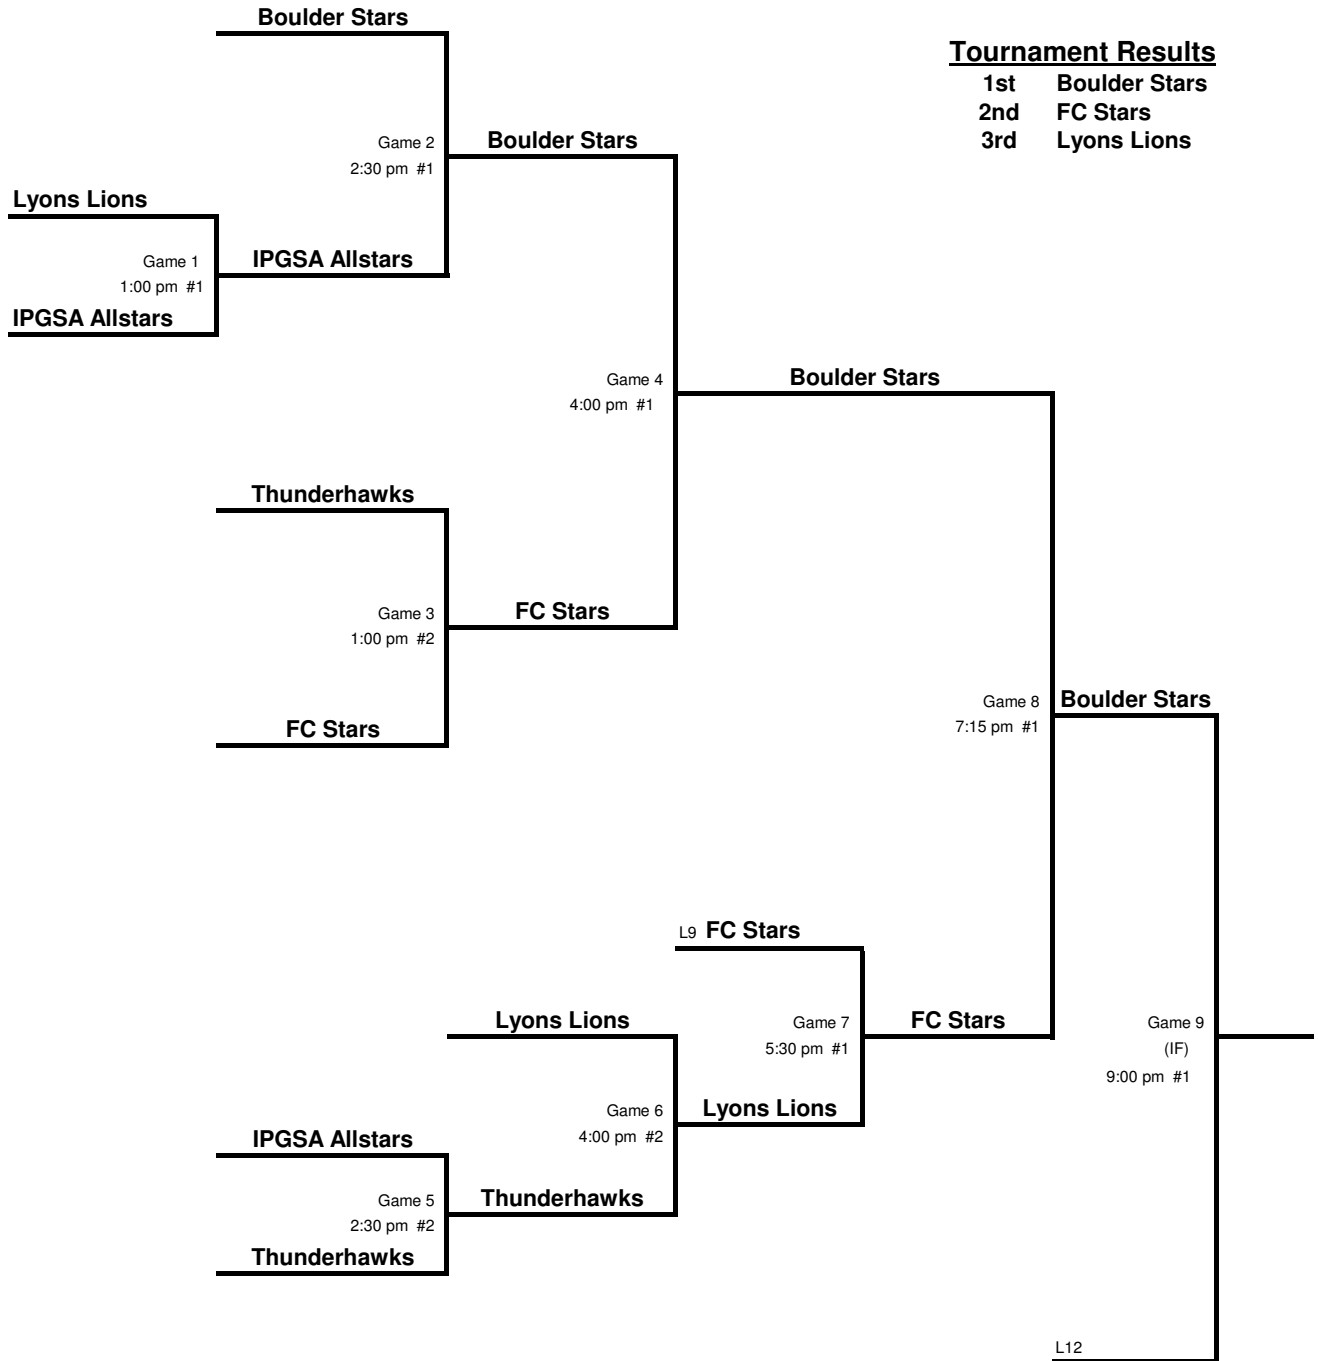 Boulder Stars
Tournament Results
1st Boulder Stars
2nd FC Stars
3rd Lyons Lions
Game 2
2:30 pm #1
Boulder Stars
Lyons Lions
Game 1
1:00 pm #1
IPGSA Allstars
IPGSA Allstars
Game 4
4:00 pm #1
Boulder Stars
Thunderhawks
Game 3
1:00 pm #2
FC Stars
FC Stars
Game 8
7:15 pm #1
Boulder Stars
L9 FC Stars
Lyons Lions
Game 7
5:30 pm #1
FC Stars
Game 9
(IF)
9:00 pm #1
Game 6
4:00 pm #2
Lyons Lions
IPGSA Allstars
Game 5
2:30 pm #2
Thunderhawks
Thunderhawks
L12